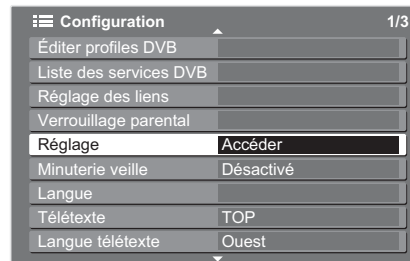 Configuration 1/3
Éditer profiles DVB
Liste des services DVB
Réglage des liens
Verrouillage parental
Réglage Accéder
Minuterie veille Désactivé
Langue
Télétexte TOP
Langue télétexte Ouest